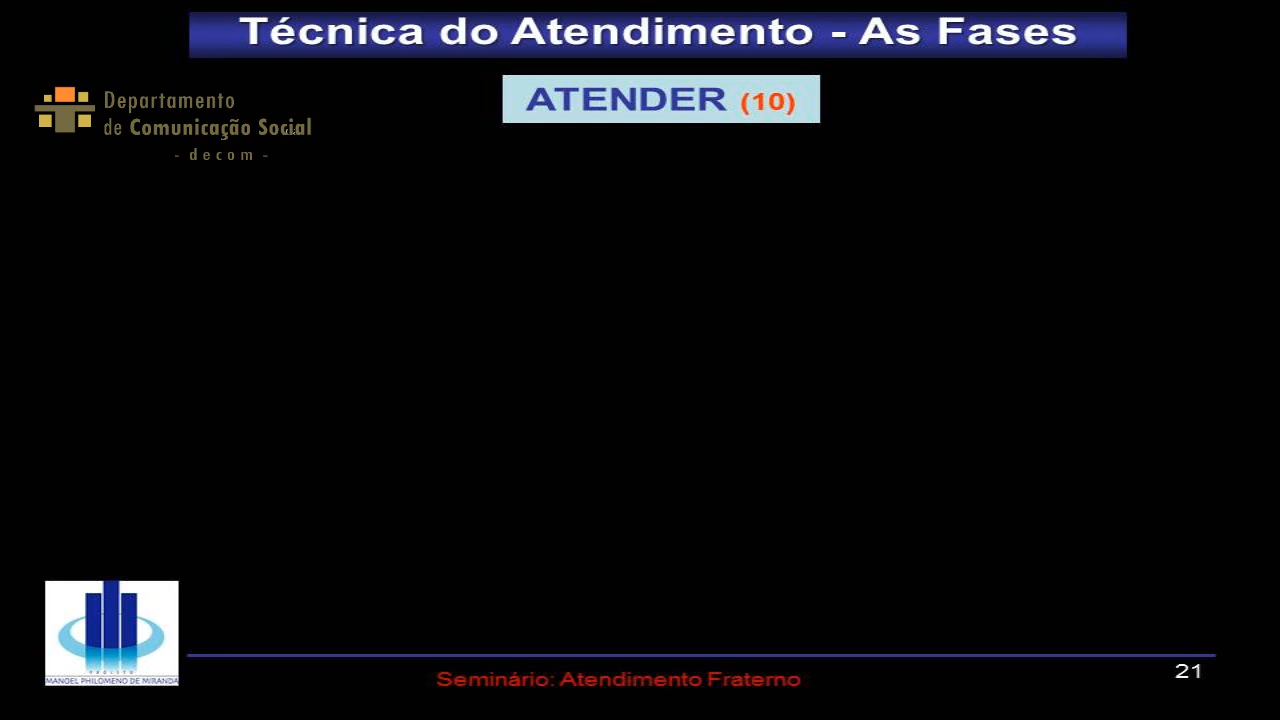 Técnica do Atendimento - As Fases
ATENDER (10)
Departamento
de Comunicação Social
- decom -
PROJETO
MANOEL PHILOMENO DE MIRANDA
Seminário: Atendimento Fraterno
21